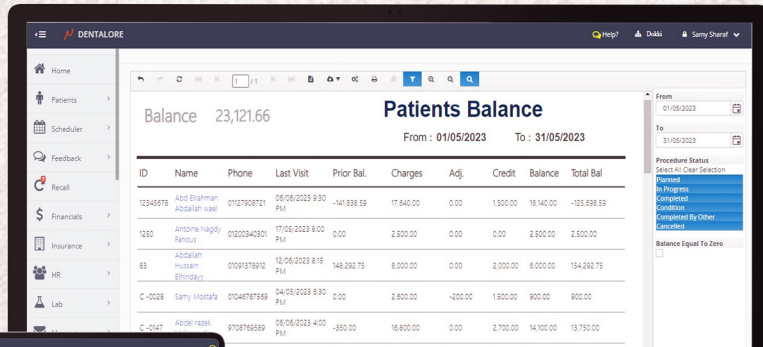 DENTALORE
Help?
Dokki
Samy Sharaf
Home
Patients
Scheduler
Feedback
Recall
Financials
Insurance
HR
Lab
1 / 1
Balance 23,121.66
Patients Balance
From : 01/05/2023 To : 31/05/2023
ID Name Phone Last Visit Prior Bal. Charges Adj. Credit Balance Total Bal
12345678 Abd Elrahman Abdallah wael 01127908721 06/06/2023 9:30 PM -141,838.59 17,640.00 0.00 1,500.00 16,140.00 -125,698.59
1250 Antoine Nagdy Fanous 01200340301 17/05/2023 8:00 PM 0.00 2,500.00 0.00 0.00 2,500.00 2,500.00
83 Abdallah Hussain Elhindawy 01091378912 12/06/2023 8:15 PM 148,292.75 8,000.00 0.00 2,000.00 6,000.00 154,292.75
C -0028 Samy Mostafa 01046767569 04/05/2023 6:30 PM 0.00 2,600.00 -200.00 1,500.00 900.00 900.00
C -0147 Abdel razek 9708769589 06/06/2023 4:00 PM -350.00 16,800.00 0.00 2,700.00 14,100.00 13,750.00
From
01/05/2023
To
31/05/2023
Procedure Status
Select All Clear Selection
Planned
In Progress
Completed
Condition
Completed By Other
Cancelled
Balance Equal To Zero